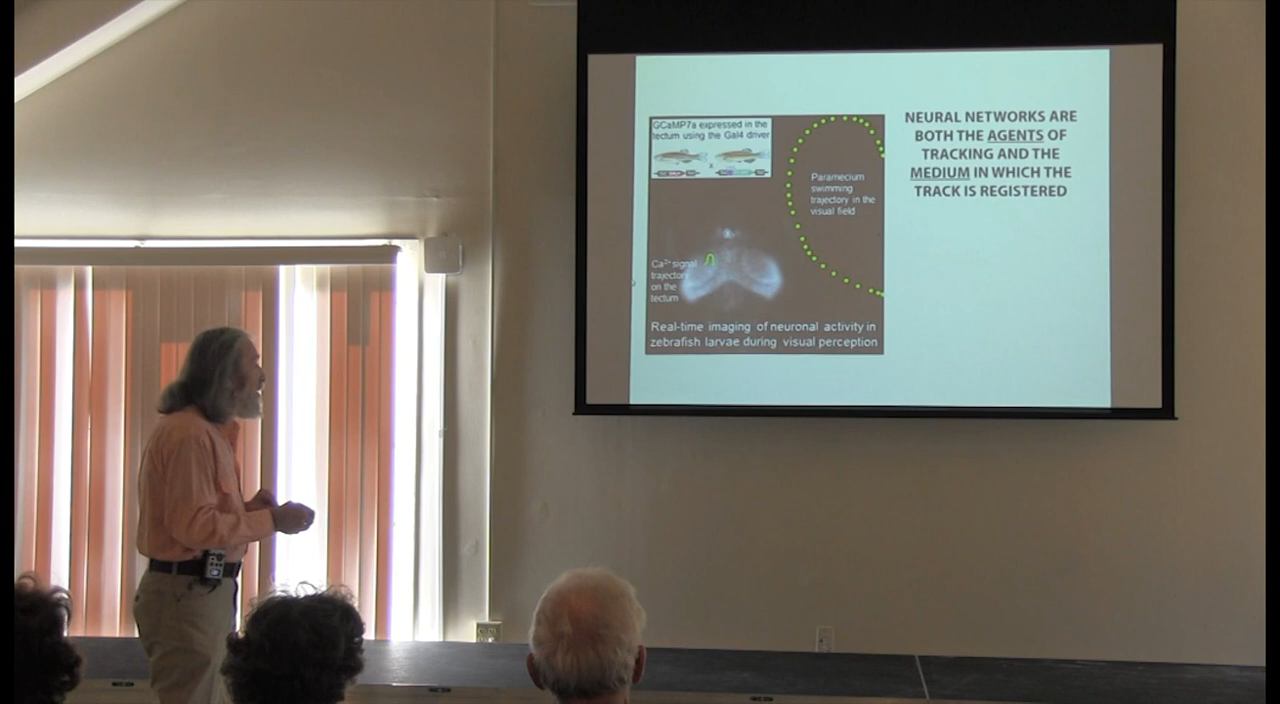 GCaMP7a expressed in the
tectum using the Gal4 driver
x
Paramecium
swimming
trajectory in the
visual field
Ca²⁺ signal
trajectory
on the
tectum
Real-time imaging of neuronal activity in
zebrafish larvae during visual perception
NEURAL NETWORKS ARE
BOTH THE AGENTS OF
TRACKING AND THE
MEDIUM IN WHICH THE
TRACK IS REGISTERED